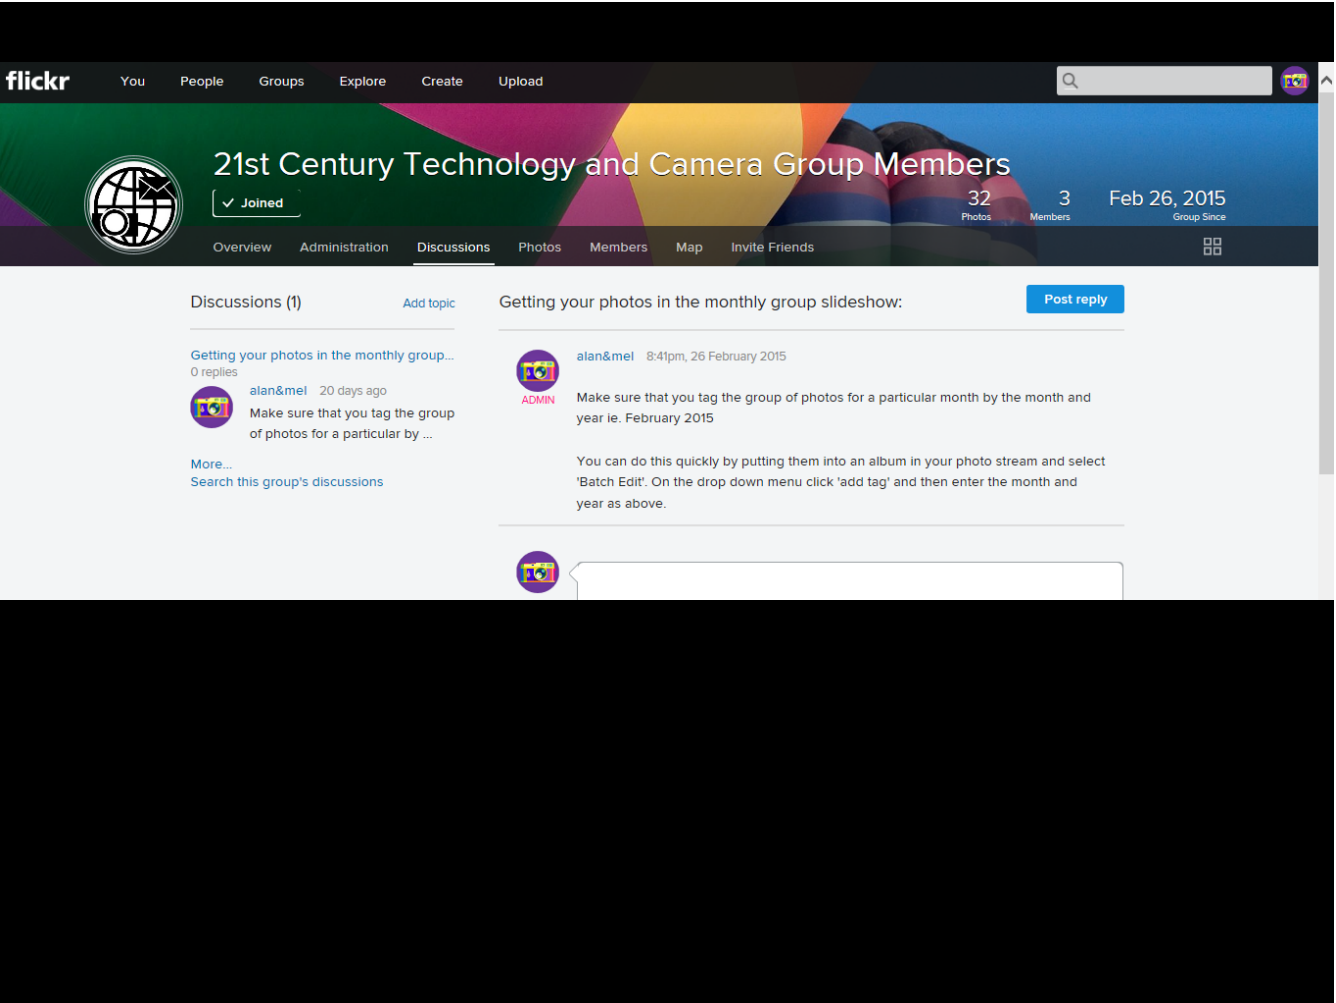 flickr You People Groups Explore Create Upload
21st Century Technology and Camera Group Members
Joined
32 3 Feb 26, 2015
Photos Members Group Since
Overview Administration Discussions Photos Members Map Invite Friends
Discussions (1) Add topic
Getting your photos in the monthly group...
0 replies
alan&mel 20 days ago
Make sure that you tag the group
of photos for a particular by ...
More...
Search this group's discussions
Getting your photos in the monthly group slideshow: Post reply
alan&mel 8:41pm, 26 February 2015
ADMIN
Make sure that you tag the group of photos for a particular month by the month and
year ie. February 2015
You can do this quickly by putting them into an album in your photo stream and select
'Batch Edit'. On the drop down menu click 'add tag' and then enter the month and
year as above.